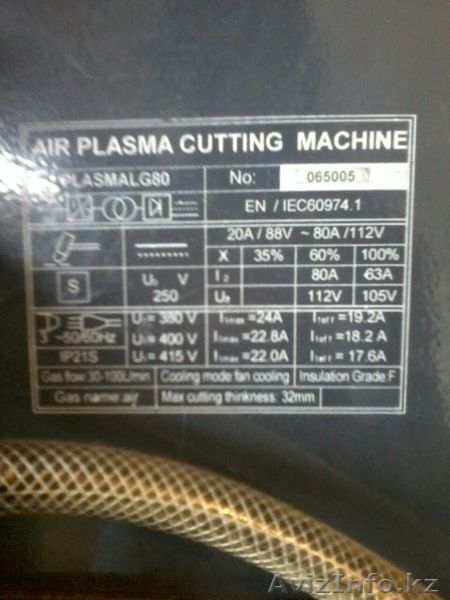 AIR PLASMA CUTTING MACHINE
PLASMALG80 No: 065005
EN / IEC60974.1
20A / 88V ~ 80A /112V
X 35% 60% 100%
I2 80A 63A
S U0 V 250 U2 112V 105V
3 ~50/60Hz U1= 380 V I1max=24A I1eff=19.2A
U1= 400 V I1max=22.8A I1eff=18.2 A
IP21S U1= 415 V I1max=22.0A I1eff= 17.6A
Gas flow 30-100L/min Cooling mode fan cooling Insulation Grade:F
Gas name:air Max cutting thinkness: 32mm
AvizInfo.kz